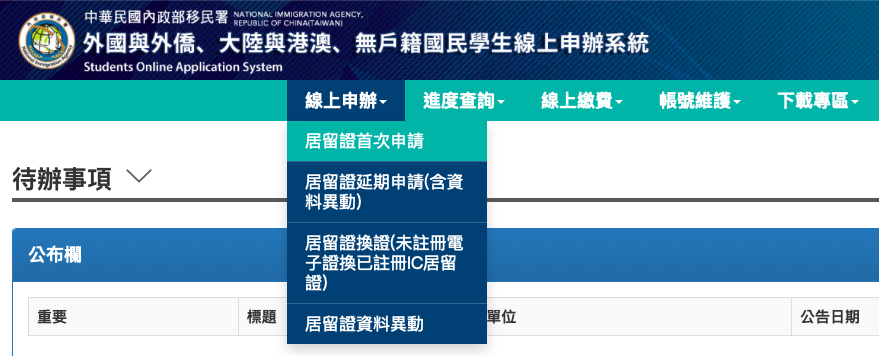 中華民國內政部移民署 NATIONAL IMMIGRATION AGENCY,
REPUBLIC OF CHINA(TAIWAN)
外國與外僑、大陸與港澳、無戶籍國民學生線上申辦系統
Students Online Application System
線上申辦 進度查詢 線上繳費 帳號維護 下載專區
居留證首次申請
居留證延期申請(含資
料異動)
居留證換證(未註冊電
子證換已註冊IC居留
證)
居留證資料異動
待辦事項
公布欄
重要 標題 單位 公告日期